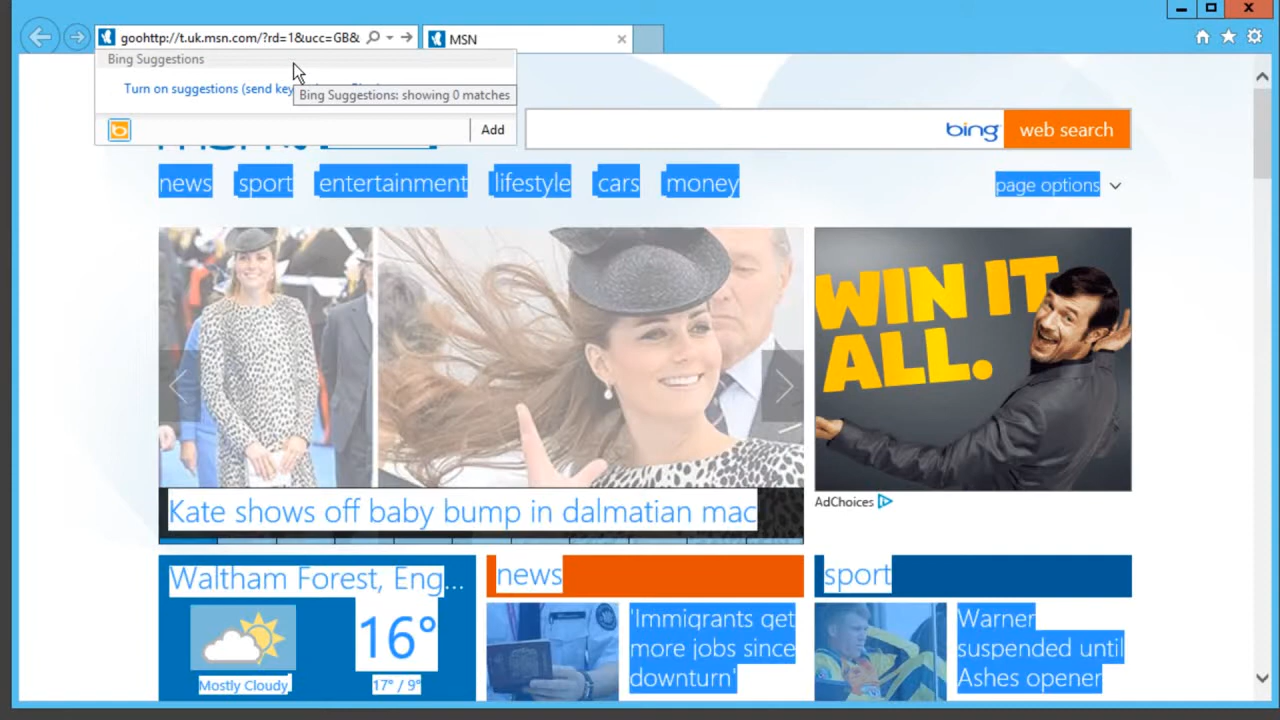 goohttp://t.uk.msn.com/?rd=1&ucc=GB&
MSN
Bing Suggestions
Turn on suggestions (send key
Bing Suggestions: showing 0 matches
Add
bing
web search
news sport entertainment lifestyle cars money
page options
WIN IT
ALL.
AdChoices
Kate shows off baby bump in dalmatian mac
Waltham Forest, Eng...
16°
Mostly Cloudy
17° / 9°
news
'Immigrants get
more jobs since
downturn'
sport
Warner
suspended until
Ashes opener